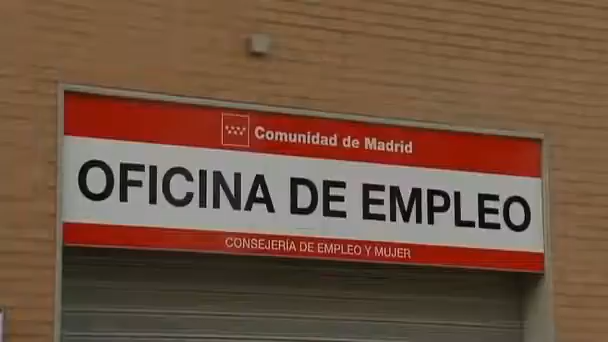 Comunidad de Madrid
OFICINA DE EMPLEO
CONSEJERÍA DE EMPLEO Y MUJER